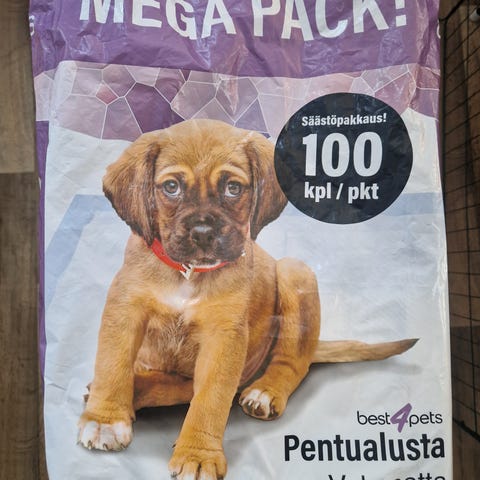 MEGA PACK!
Säästöpakkaus!
100
kpl / pkt
best4pets
Pentualusta